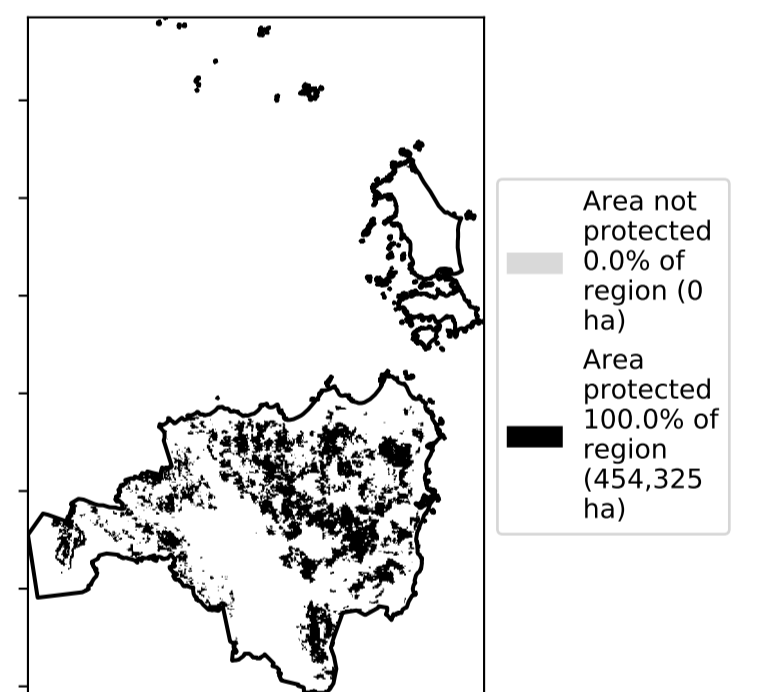 Area not
protected
0.0% of
region (0
ha)
Area
protected
100.0% of
region
(454,325
ha)